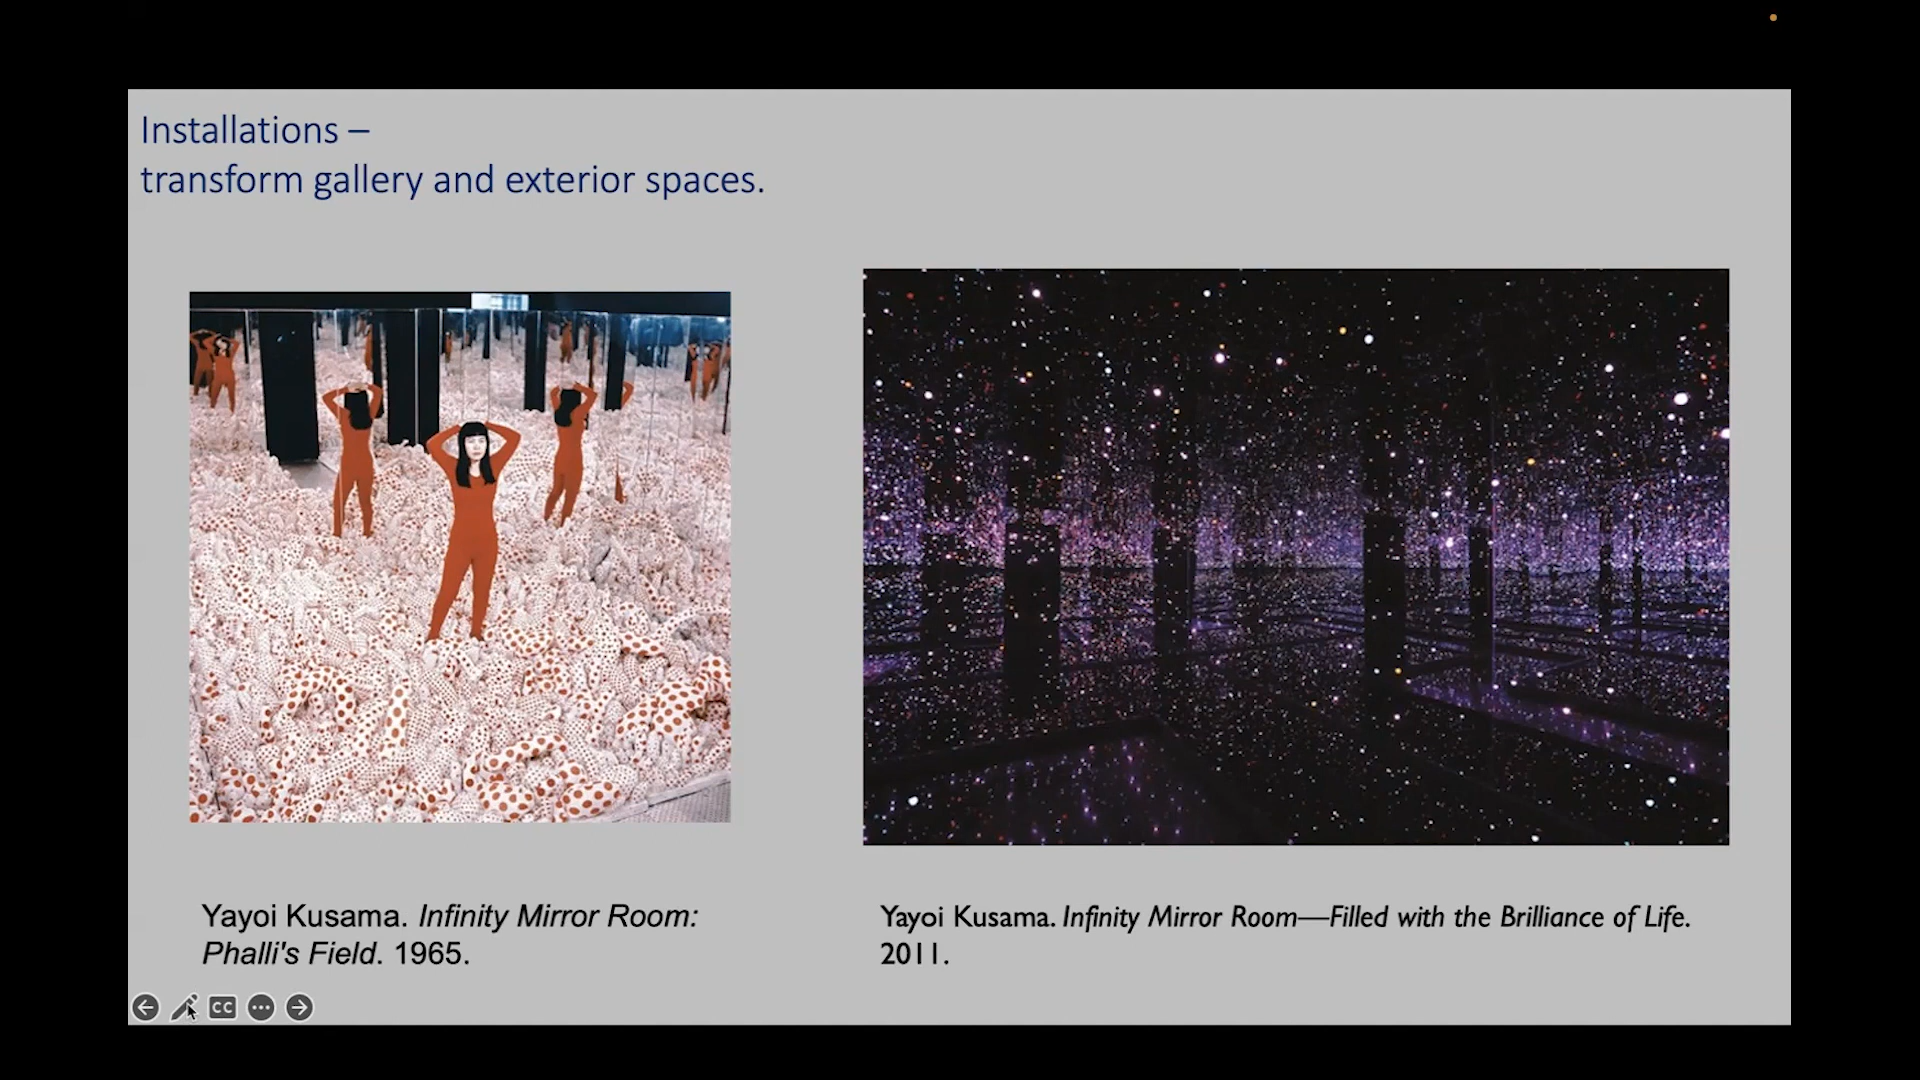 Installations –
transform gallery and exterior spaces.
Yayoi Kusama. Infinity Mirror Room:
Phalli's Field. 1965.
Yayoi Kusama. Infinity Mirror Room—Filled with the Brilliance of Life.
2011.
CC